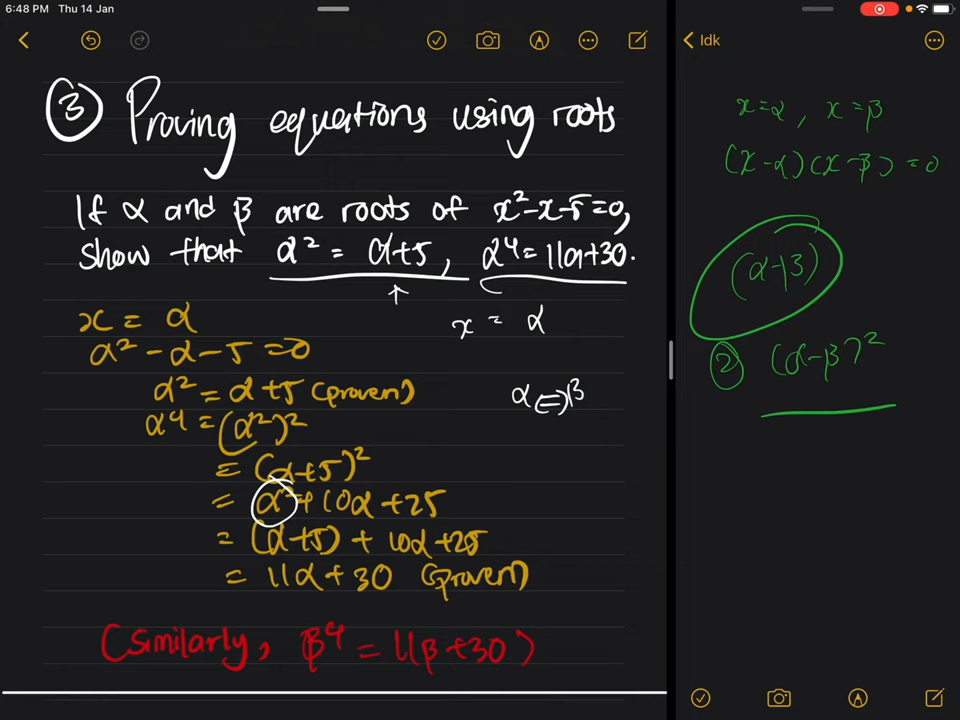 6:48 PM Thu 14 Jan
③ Proving equations using roots
If α and β are roots of x²-x-5=0,
show that α² = α+5, α⁴=11α+30.
x = α
α² - α - 5 = 0
α² = α+5 (proven)
α⁴ = (α²)²
= (α+5)²
= α² + 10α + 25
= (α+5) + 10α+25
= 11α + 30 (proven)
x = α
α ⇔ β
(Similarly, β⁴ = 11β+30)
Idk
x=α, x=β
(x-α)(x-β) = 0
(α-β)
② (α-β)²